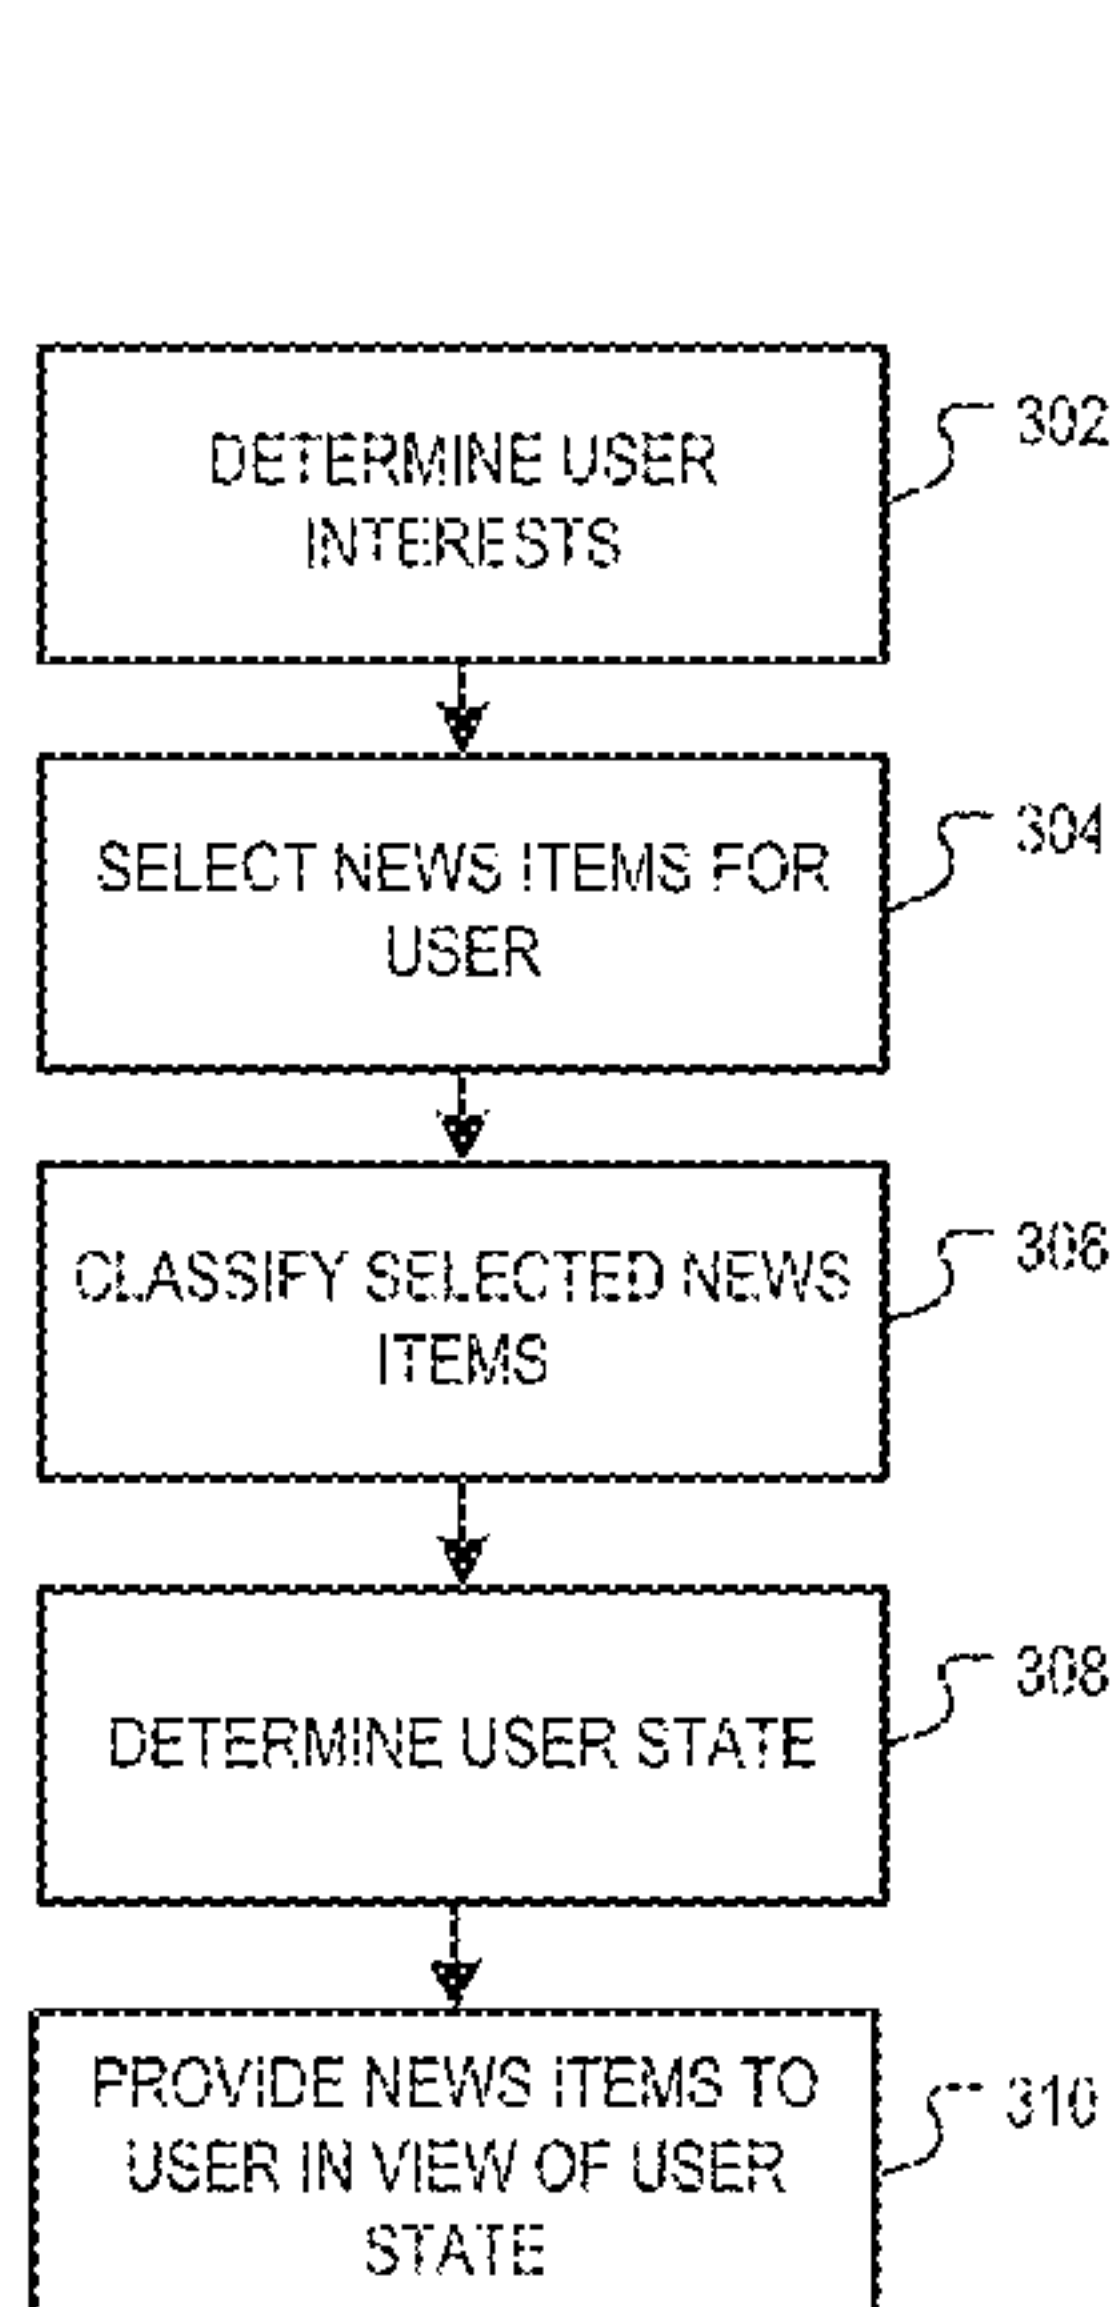 DETERMINE USER
INTERESTS
302
SELECT NEWS ITEMS FOR
USER
304
CLASSIFY SELECTED NEWS
ITEMS
306
DETERMINE USER STATE
308
PROVIDE NEWS ITEMS TO
USER IN VIEW OF USER
STATE
310